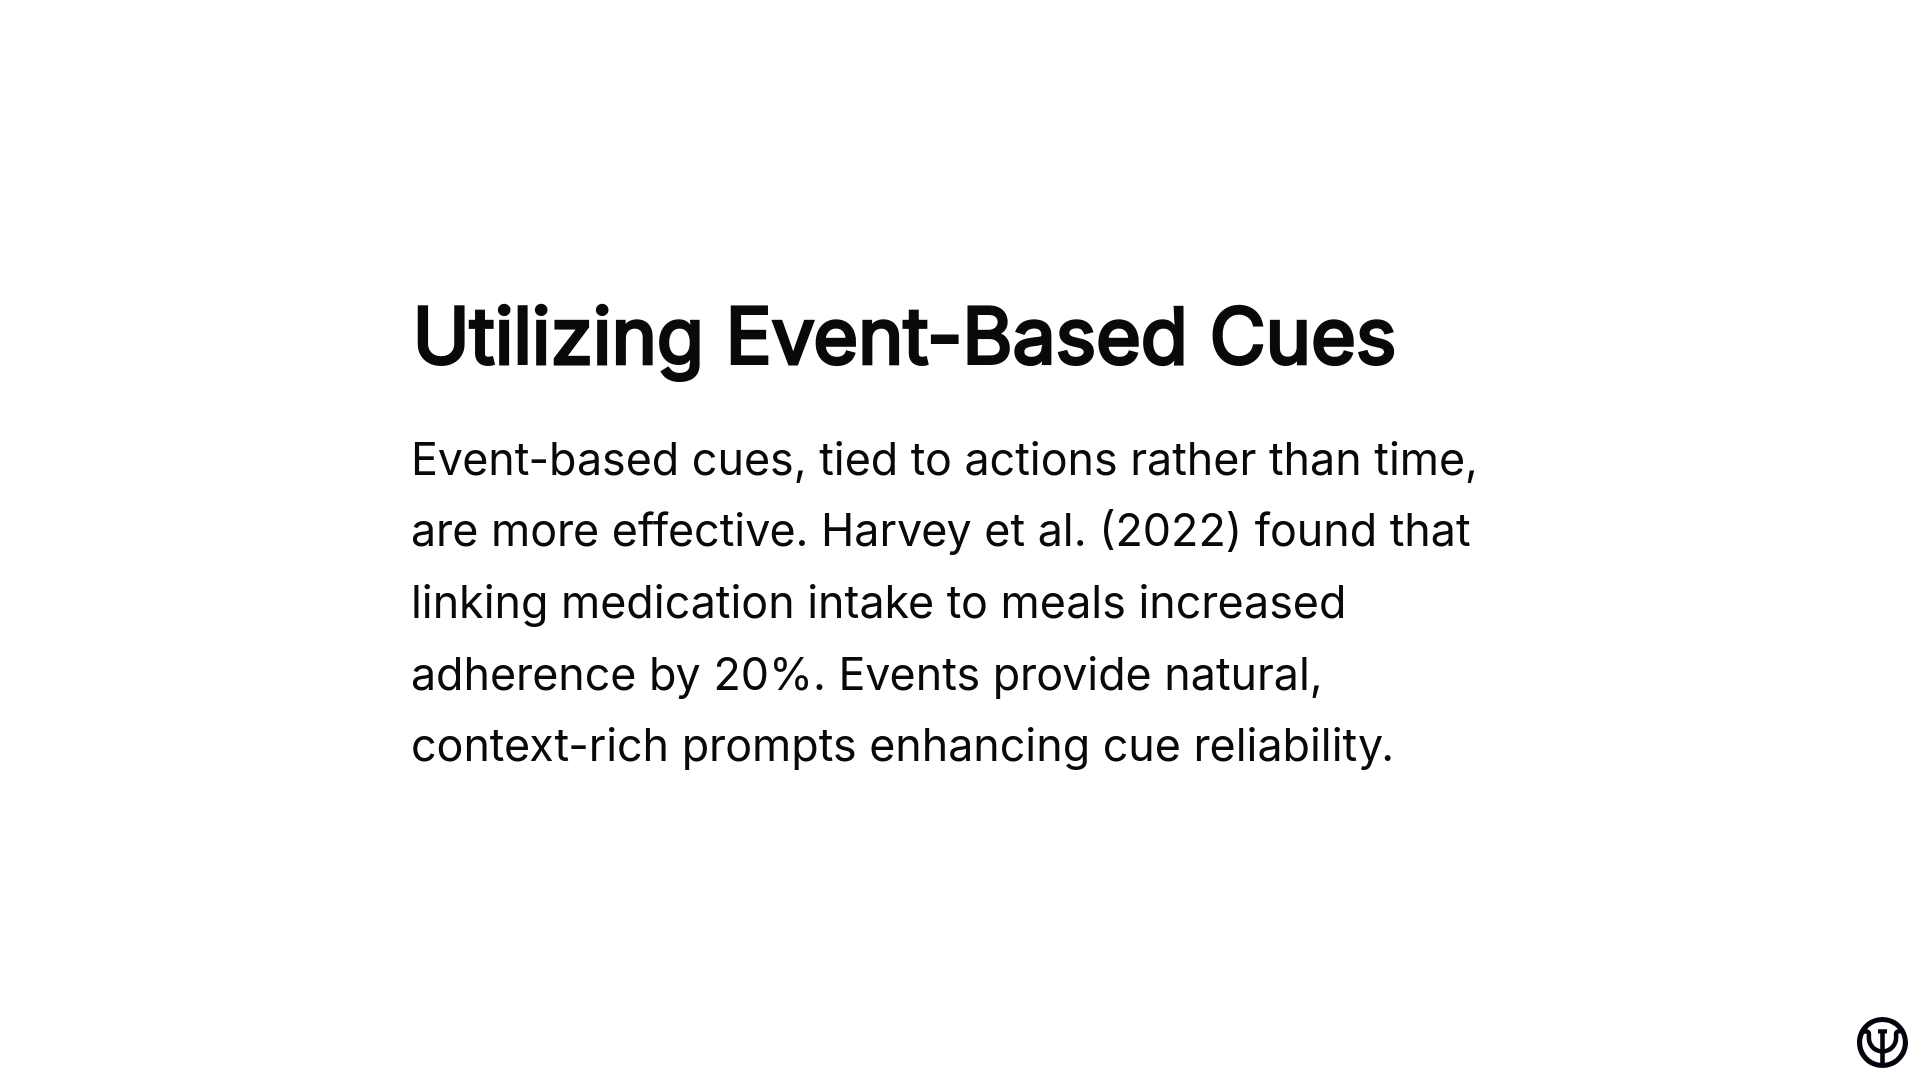 Utilizing Event-Based Cues
Event-based cues, tied to actions rather than time,
are more effective. Harvey et al. (2022) found that
linking medication intake to meals increased
adherence by 20%. Events provide natural,
context-rich prompts enhancing cue reliability.